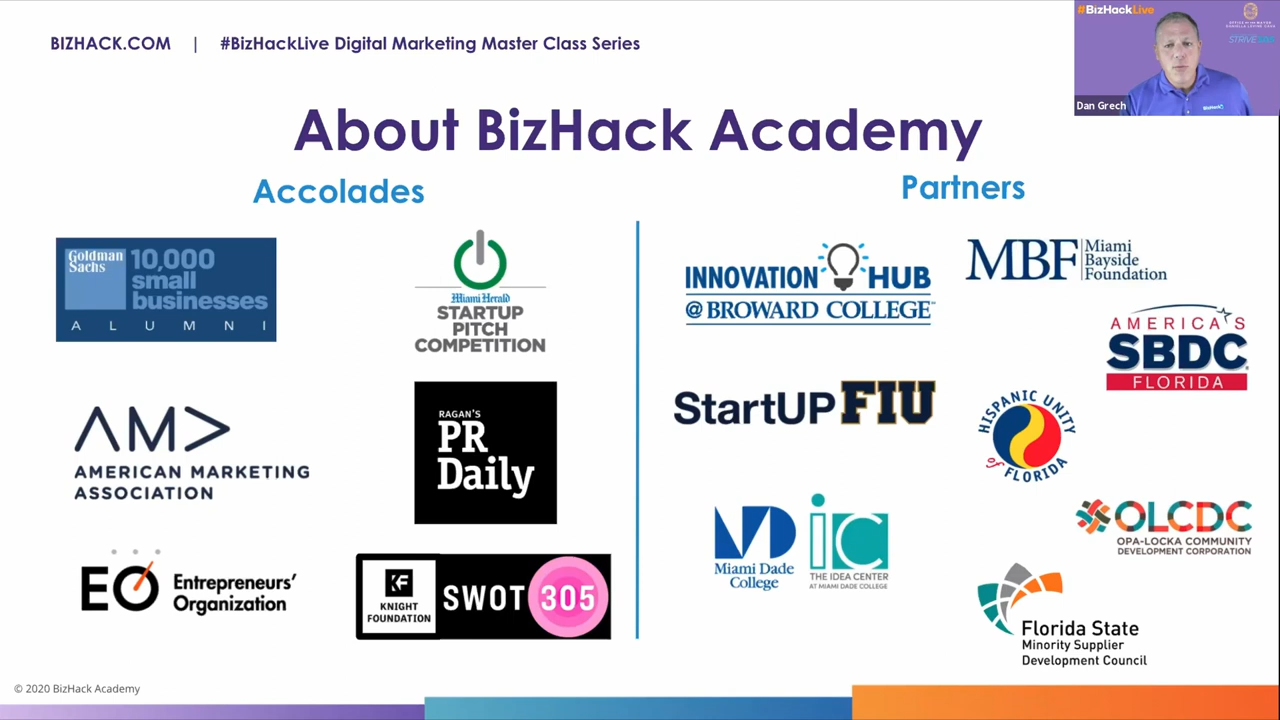 BIZHACK.COM | #BizHackLive Digital Marketing Master Class Series
#BizHackLive
Dan Grech
BizHack
About BizHack Academy
Accolades
Goldman
Sachs
10,000
small
businesses
ALUMNI
Miami Herald
STARTUP
PITCH
COMPETITION
AMA
AMERICAN MARKETING
ASSOCIATION
RAGAN'S
PR
Daily
EO
Entrepreneurs'
Organization
KF
KNIGHT
FOUNDATION
SWOT 305
Partners
INNOVATION HUB
@ BROWARD COLLEGE
MBF
Miami
Bayside
Foundation
AMERICA'S
SBDC
FLORIDA
StartUP FIU
HISPANIC UNITY
of FLORIDA
MD
Miami Dade
College
ic
THE IDEA CENTER
AT MIAMI DADE COLLEGE
OLCDC
OPA-LOCKA COMMUNITY
DEVELOPMENT CORPORATION
Florida State
Minority Supplier
Development Council
© 2020 BizHack Academy